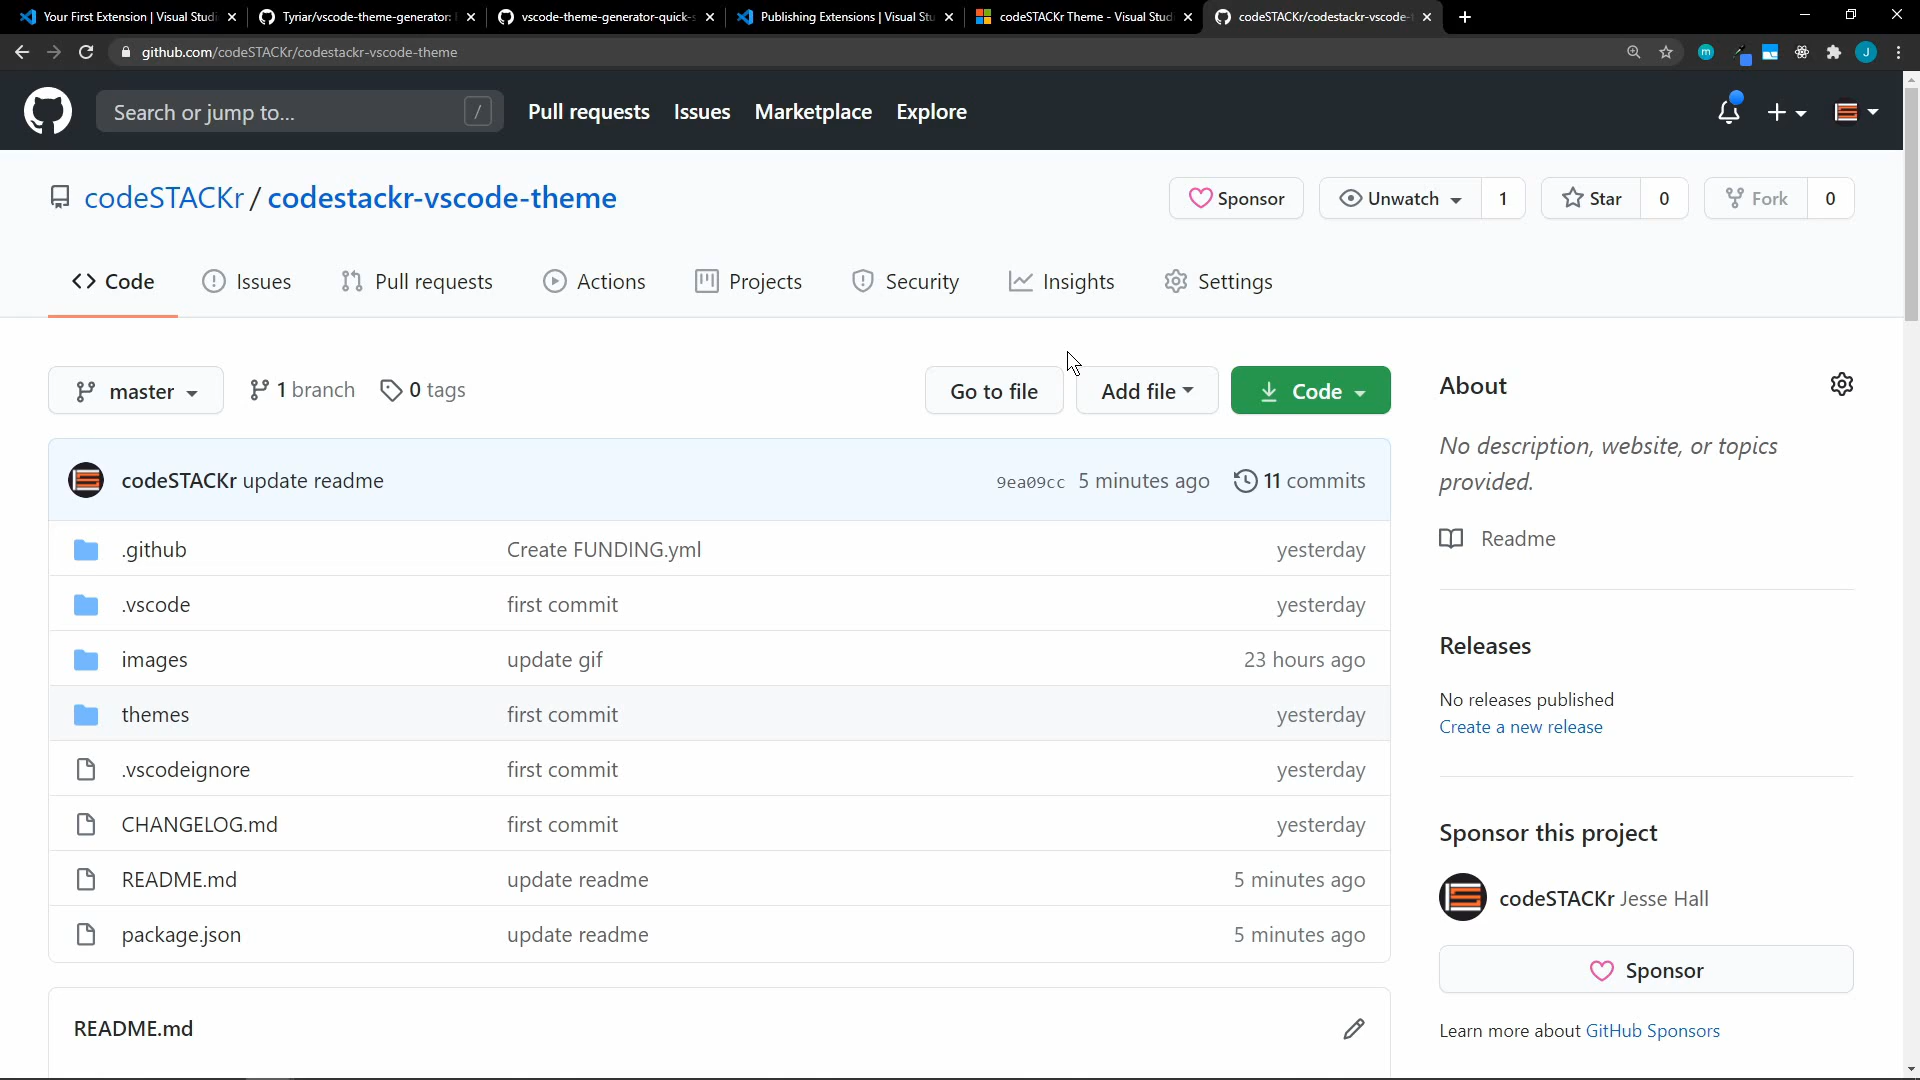 Your First Extension | Visual Studi
Tyriar/vscode-theme-generator:
vscode-theme-generator-quick-s
Publishing Extensions | Visual Stu
codeSTACKr Theme - Visual Stud
codeSTACKr/codestackr-vscode-t
github.com/codeSTACKr/codestackr-vscode-theme
m
J
Search or jump to...
/
Pull requests
Issues
Marketplace
Explore
codeSTACKr / codestackr-vscode-theme
Sponsor
Unwatch
1
Star
0
Fork
0
Code
Issues
Pull requests
Actions
Projects
Security
Insights
Settings
master
1 branch
0 tags
Go to file
Add file
Code
About
No description, website, or topics
provided.
Readme
codeSTACKr update readme
9ea09cc 5 minutes ago
11 commits
.github
Create FUNDING.yml
yesterday
.vscode
first commit
yesterday
images
update gif
23 hours ago
themes
first commit
yesterday
.vscodeignore
first commit
yesterday
CHANGELOG.md
first commit
yesterday
README.md
update readme
5 minutes ago
package.json
update readme
5 minutes ago
Releases
No releases published
Create a new release
Sponsor this project
codeSTACKr Jesse Hall
Sponsor
Learn more about GitHub Sponsors
README.md